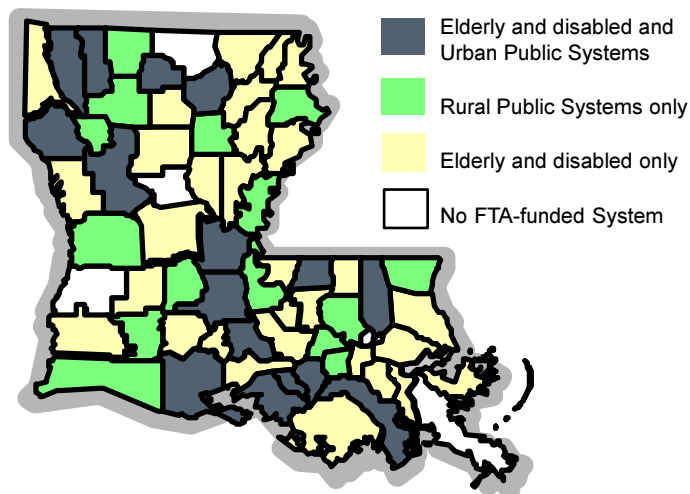 Elderly and disabled and
Urban Public Systems
Rural Public Systems only
Elderly and disabled only
No FTA-funded System